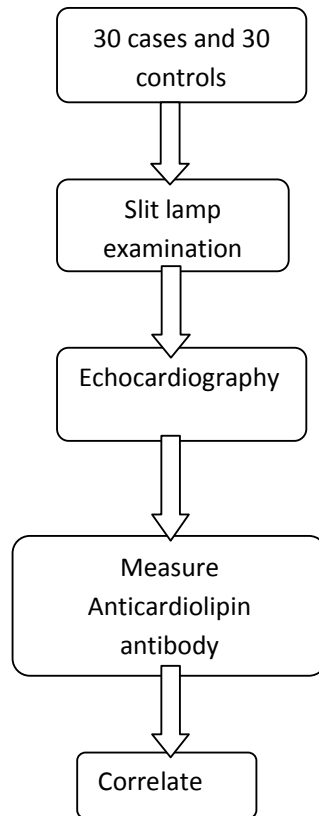 30 cases and 30
controls
Slit lamp
examination
Echocardiography
Measure
Anticardiolipin
antibody
Correlate